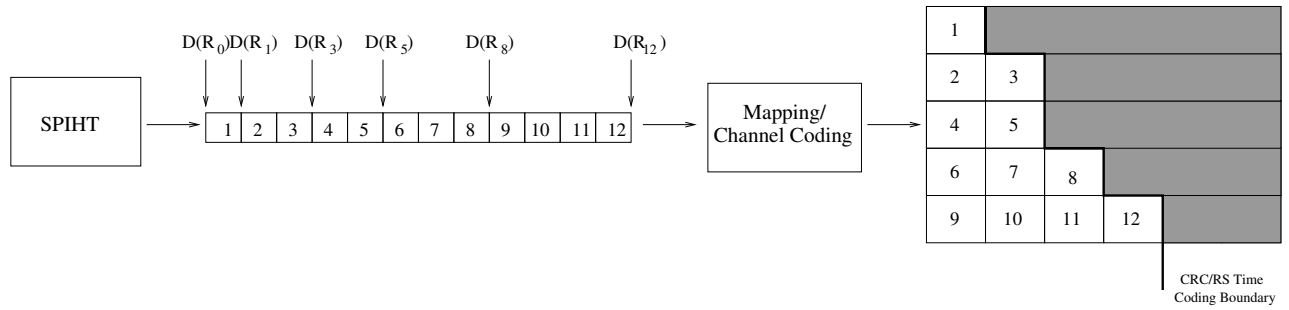 D(R0) D(R1) D(R3) D(R5) D(R8) D(R12)
SPIHT
1 2 3 4 5 6 7 8 9 10 11 12
Mapping/
Channel Coding
1
2 3
4 5
6 7 8
9 10 11 12
CRC/RS Time
Coding Boundary